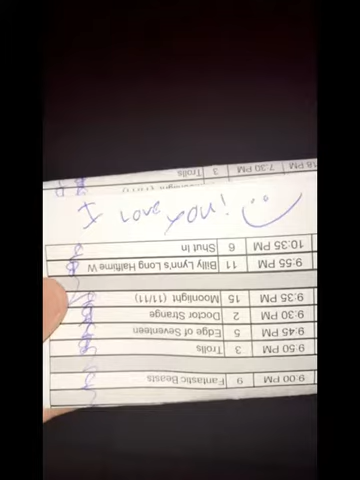 9:00 PM 9 Fantastic Beasts
9:50 PM 3 Trolls
9:45 PM 5 Edge of Seventeen
9:30 PM 2 Doctor Strange
9:35 PM 15 Moonlight (11/11)
9:55 PM 11 Billy Lynn's Long Halftime W
10:35 PM 6 Shut In
I love you!
7:30 PM 3 Trolls